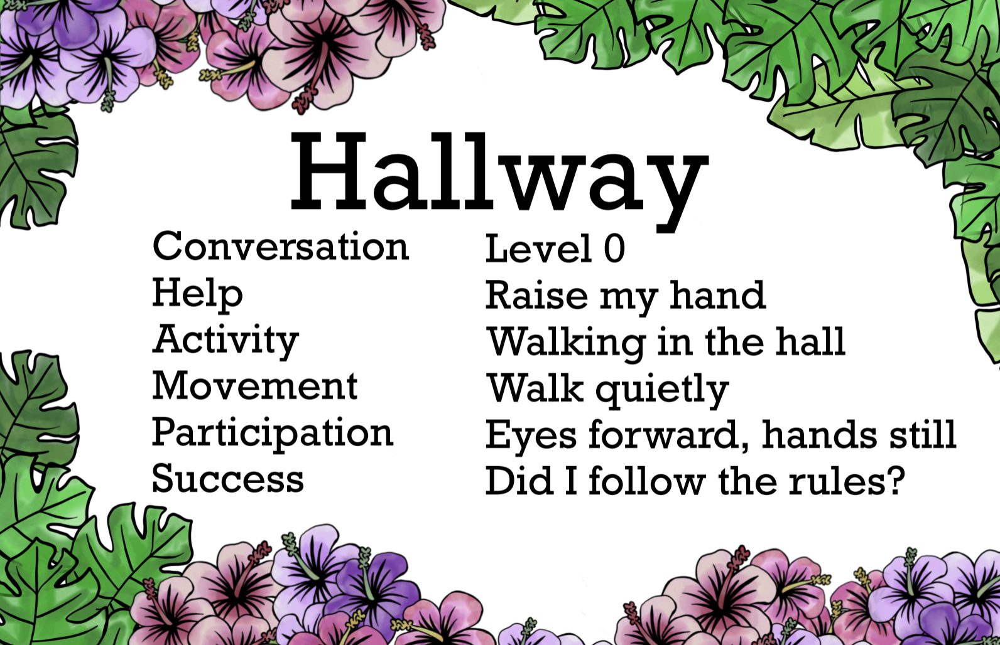 Hallway
Conversation Level 0
Help Raise my hand
Activity Walking in the hall
Movement Walk quietly
Participation Eyes forward, hands still
Success Did I follow the rules?